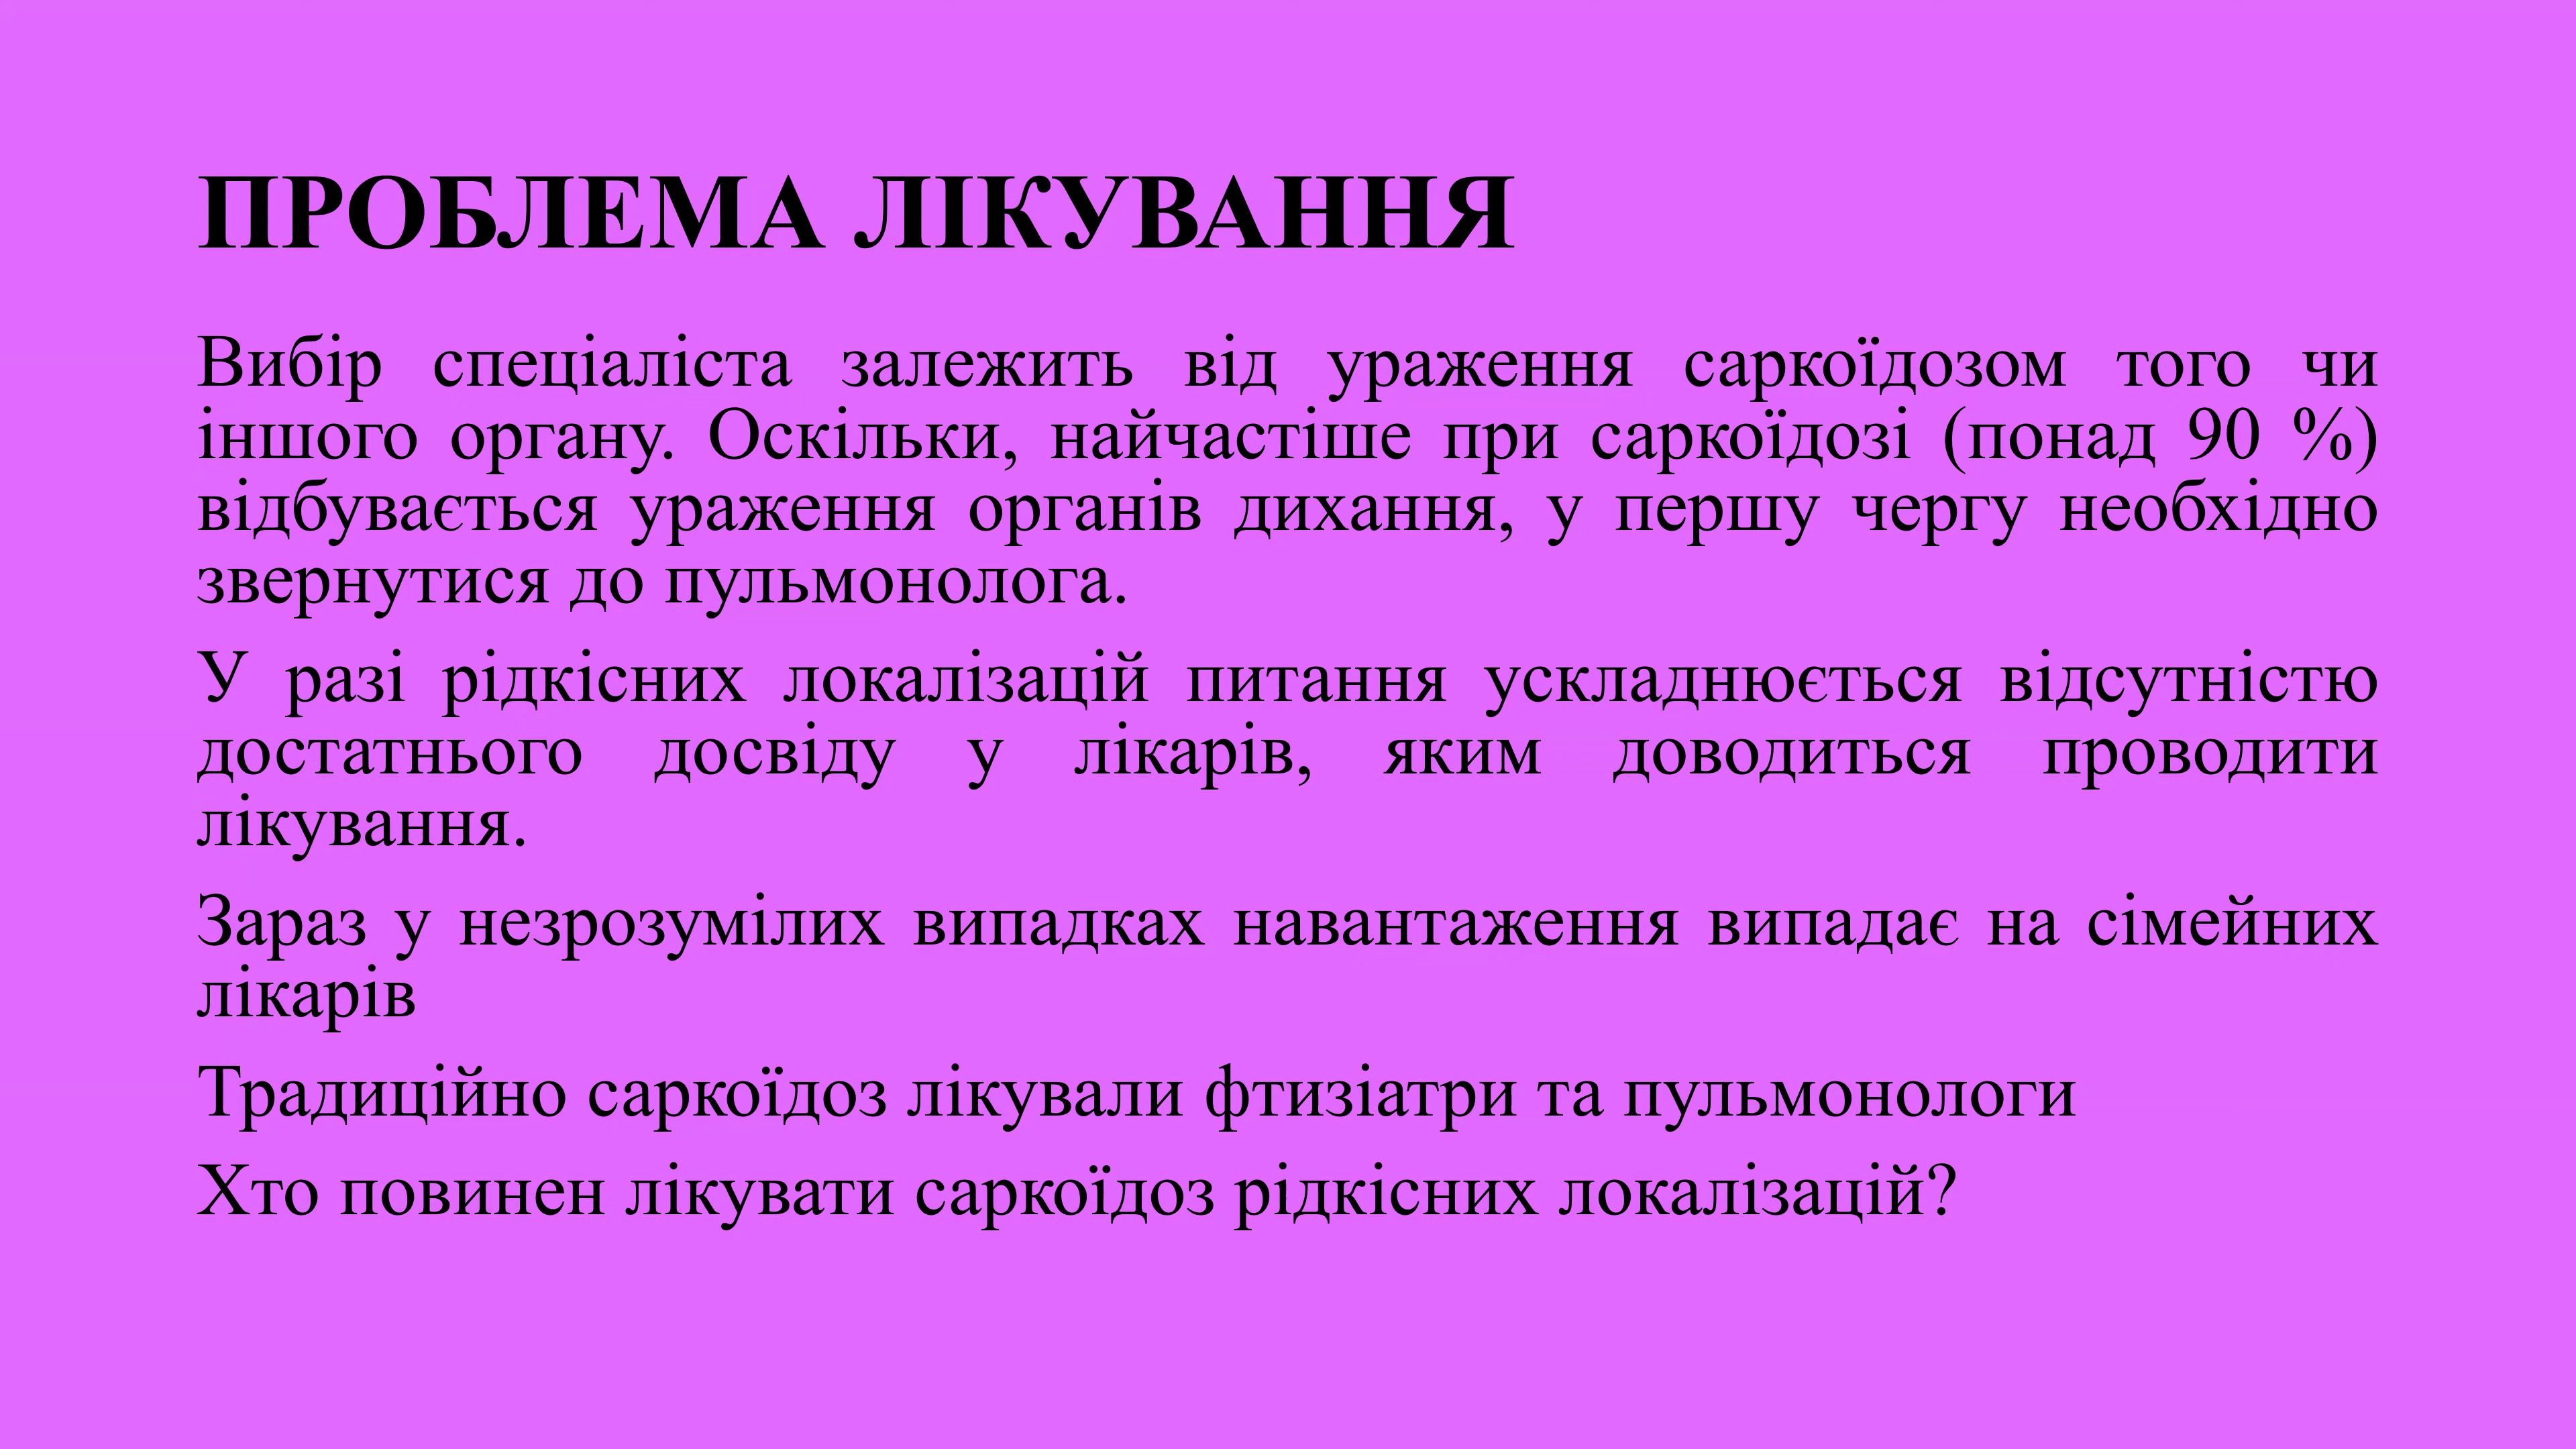 ПРОБЛЕМА ЛІКУВАННЯ
Вибір спеціаліста залежить від ураження саркоїдозом того чи
іншого органу. Оскільки, найчастіше при саркоїдозі (понад 90 %)
відбувається ураження органів дихання, у першу чергу необхідно
звернутися до пульмонолога.
У разі рідкісних локалізацій питання ускладнюється відсутністю
достатнього досвіду у лікарів, яким доводиться проводити
лікування.
Зараз у незрозумілих випадках навантаження випадає на сімейних
лікарів
Традиційно саркоїдоз лікували фтизіатри та пульмонологи
Хто повинен лікувати саркоїдоз рідкісних локалізацій?